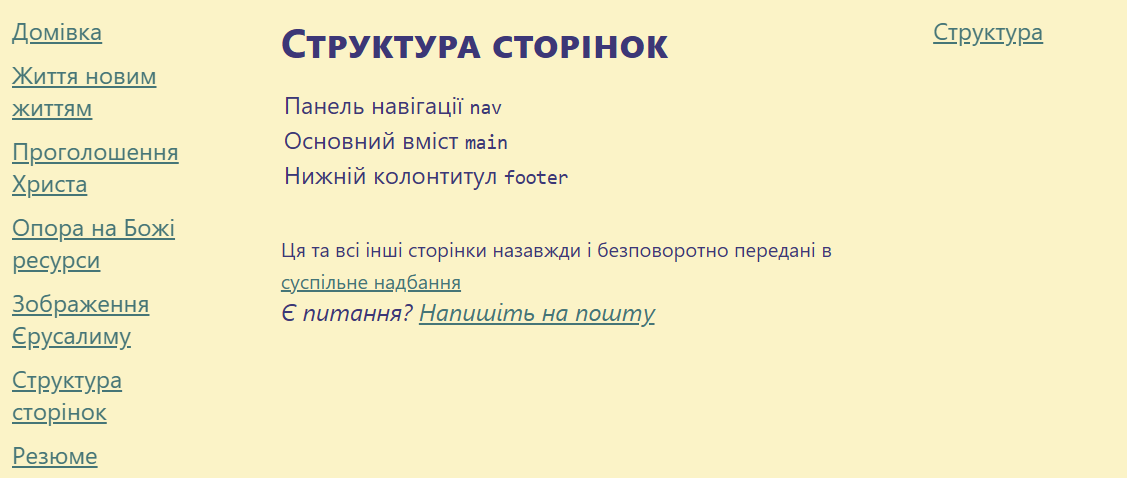 Домівка
Життя новим
життям
Проголошення
Христа
Опора на Божі
ресурси
Зображення
Єрусалиму
Структура
сторінок
Резюме
Структура сторінок
Панель навігації nav
Основний вміст main
Нижній колонтитул footer
Ця та всі інші сторінки назавжди і безповоротно передані в
суспільне надбання
Є питання? Напишіть на пошту
Структура